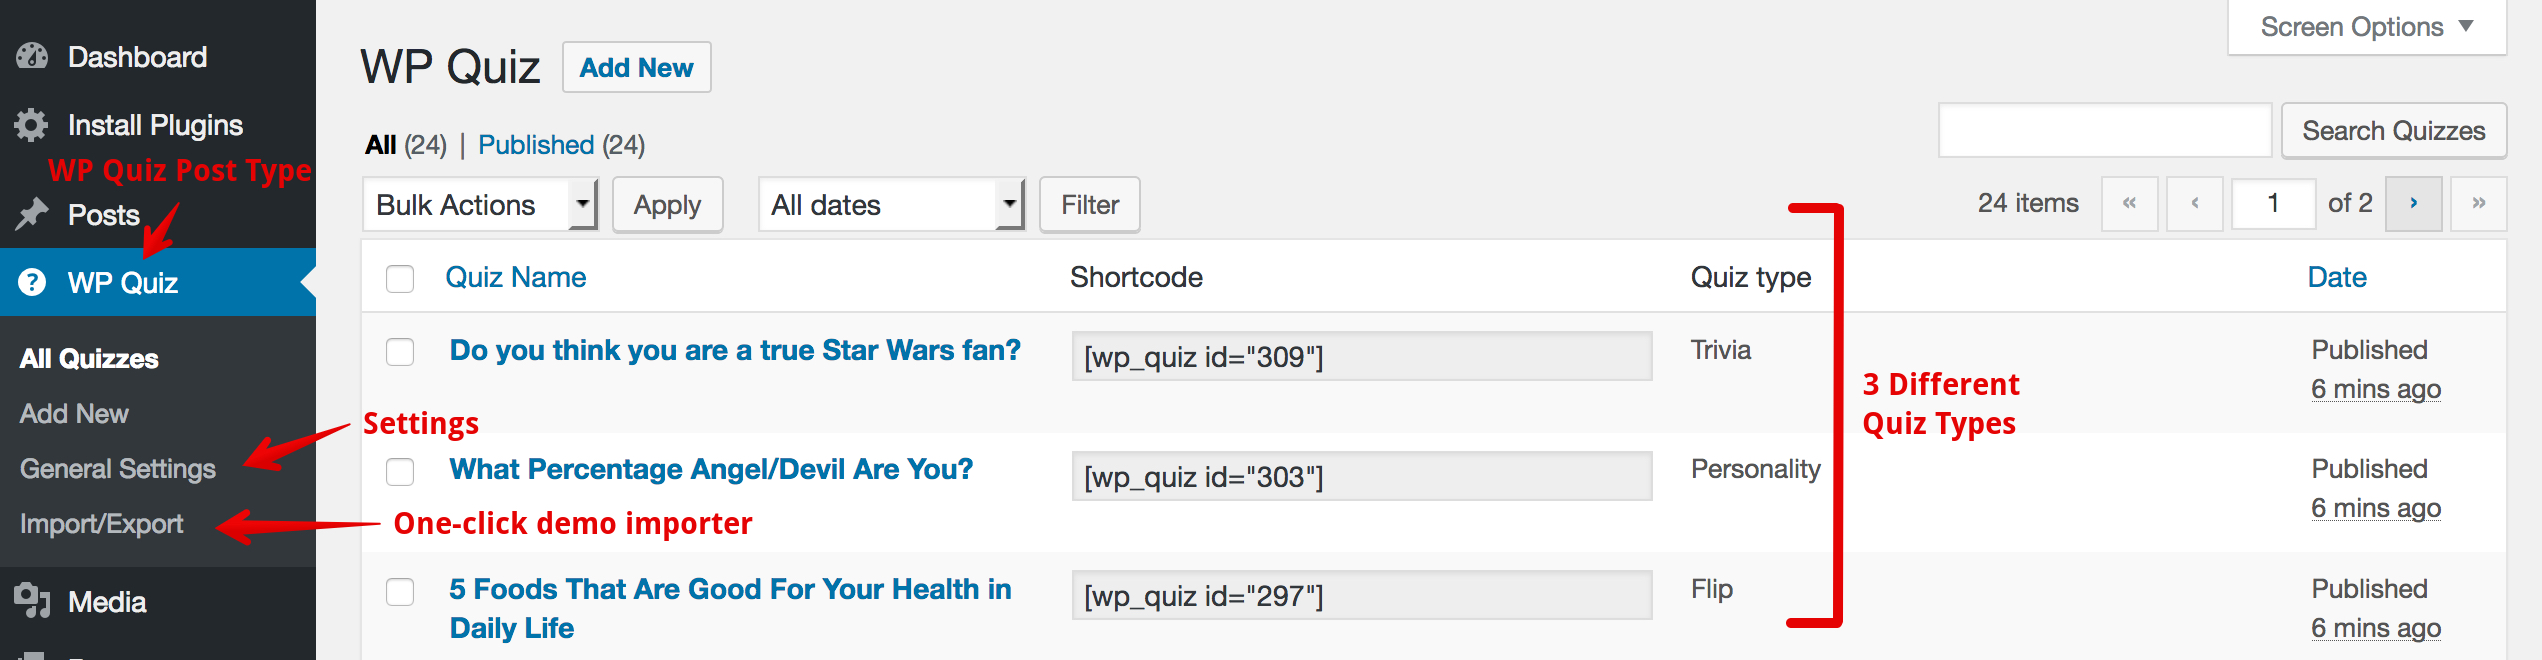 Dashboard
Install Plugins
WP Quiz Post Type
Posts
WP Quiz
All Quizzes
Add New
General Settings
Import/Export
Media
Settings
One-click demo importer
WP Quiz Add New
Screen Options
All (24) | Published (24)
Search Quizzes
Bulk Actions Apply All dates Filter
24 items « ‹ 1 of 2 › »
Quiz Name Shortcode Quiz type Date
Do you think you are a true Star Wars fan? [wp_quiz id="309"] Trivia Published
6 mins ago
3 Different
Quiz Types
What Percentage Angel/Devil Are You? [wp_quiz id="303"] Personality Published
6 mins ago
5 Foods That Are Good For Your Health in [wp_quiz id="297"] Flip Published
Daily Life 6 mins ago